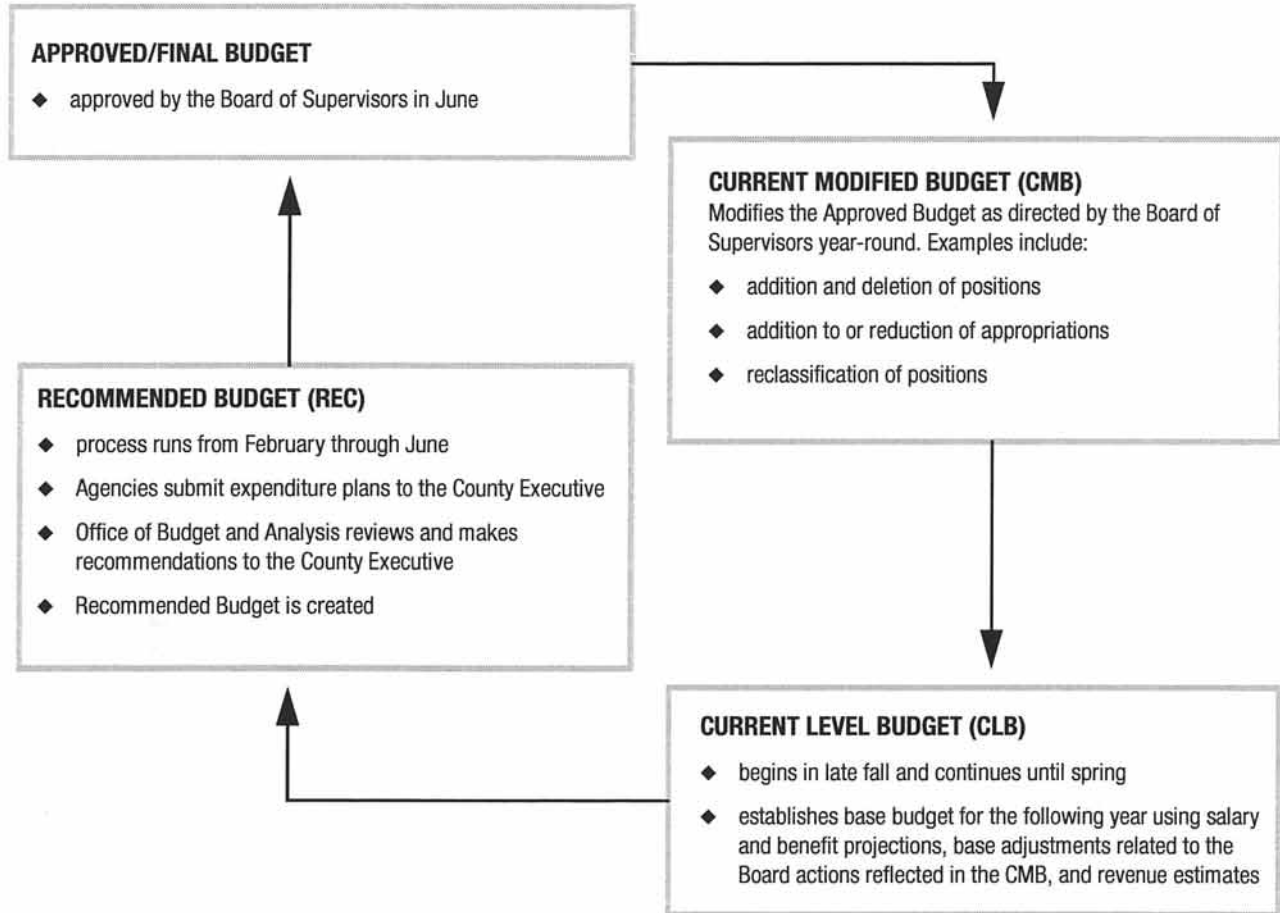 APPROVED/FINAL BUDGET
◆ approved by the Board of Supervisors in June
CURRENT MODIFIED BUDGET (CMB)
Modifies the Approved Budget as directed by the Board of
Supervisors year-round. Examples include:
◆ addition and deletion of positions
◆ addition to or reduction of appropriations
◆ reclassification of positions
RECOMMENDED BUDGET (REC)
◆ process runs from February through June
◆ Agencies submit expenditure plans to the County Executive
◆ Office of Budget and Analysis reviews and makes
recommendations to the County Executive
◆ Recommended Budget is created
CURRENT LEVEL BUDGET (CLB)
◆ begins in late fall and continues until spring
◆ establishes base budget for the following year using salary
and benefit projections, base adjustments related to the
Board actions reflected in the CMB, and revenue estimates